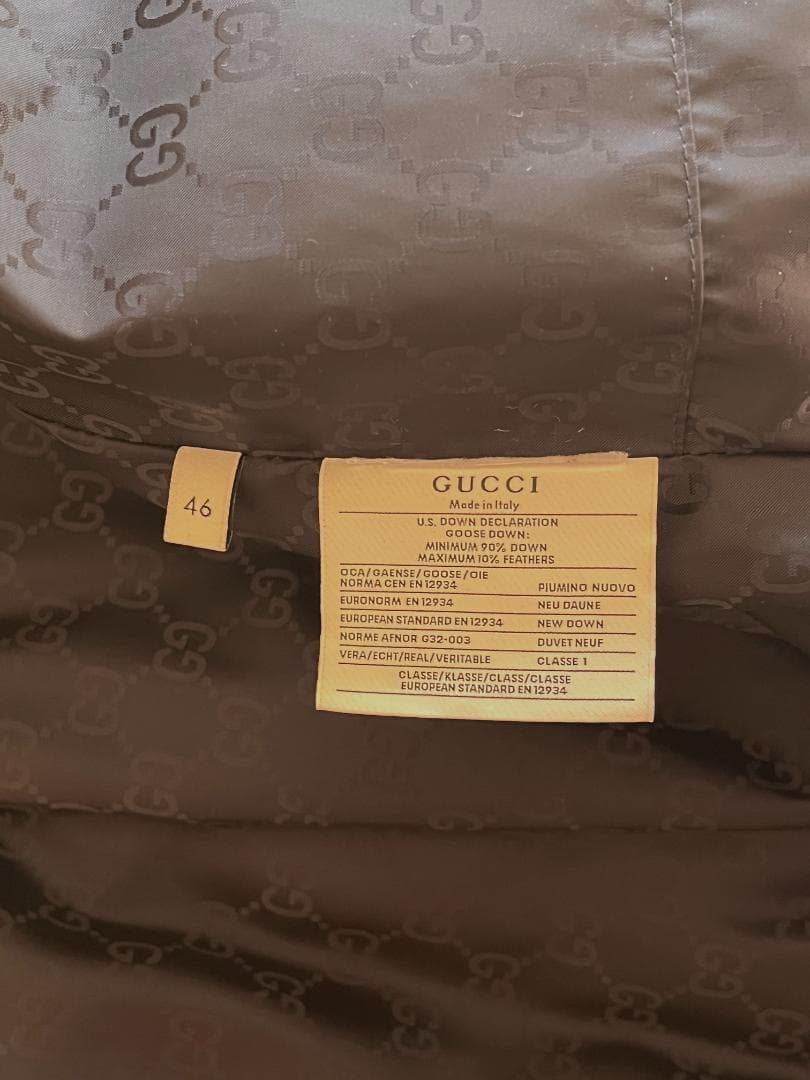 46
GUCCI
Made in Italy
U.S. DOWN DECLARATION
GOOSE DOWN:
MINIMUM 90% DOWN
MAXIMUM 10% FEATHERS
OCA/GAENSE/GOOSE/OIE
NORMA CEN EN 12934 PIUMINO NUOVO
EURONORM EN 12934 NEU DAUNE
EUROPEAN STANDARD EN 12934 NEW DOWN
NORME AFNOR G32-003 DUVET NEUF
VERA/ECHT/REAL/VERITABLE CLASSE 1
CLASSE/KLASSE/CLASS/CLASSE
EUROPEAN STANDARD EN 12934